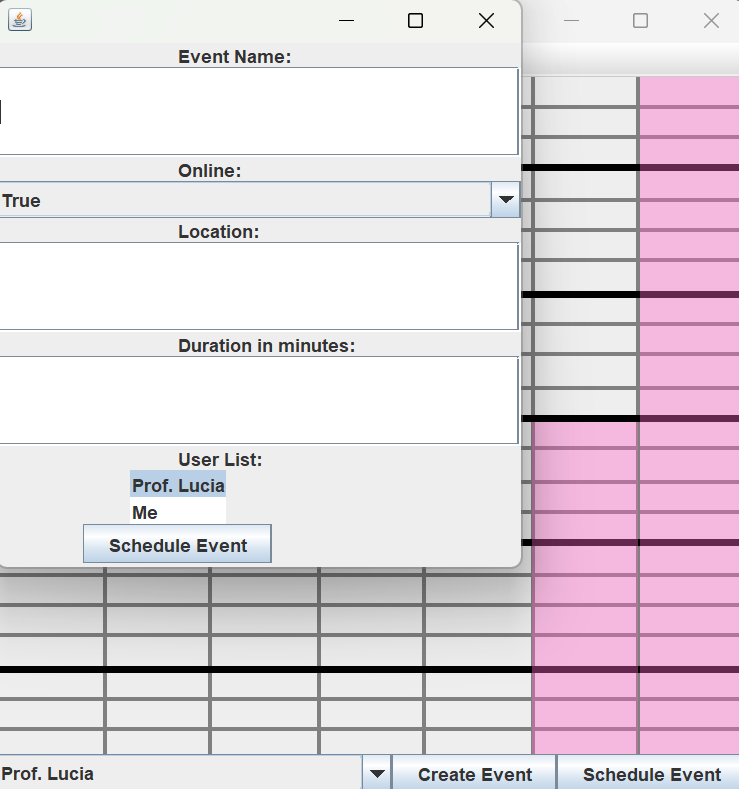 Event Name:
Online:
True
Location:
Duration in minutes:
User List:
Prof. Lucia
Me
Schedule Event
Prof. Lucia
Create Event
Schedule Event